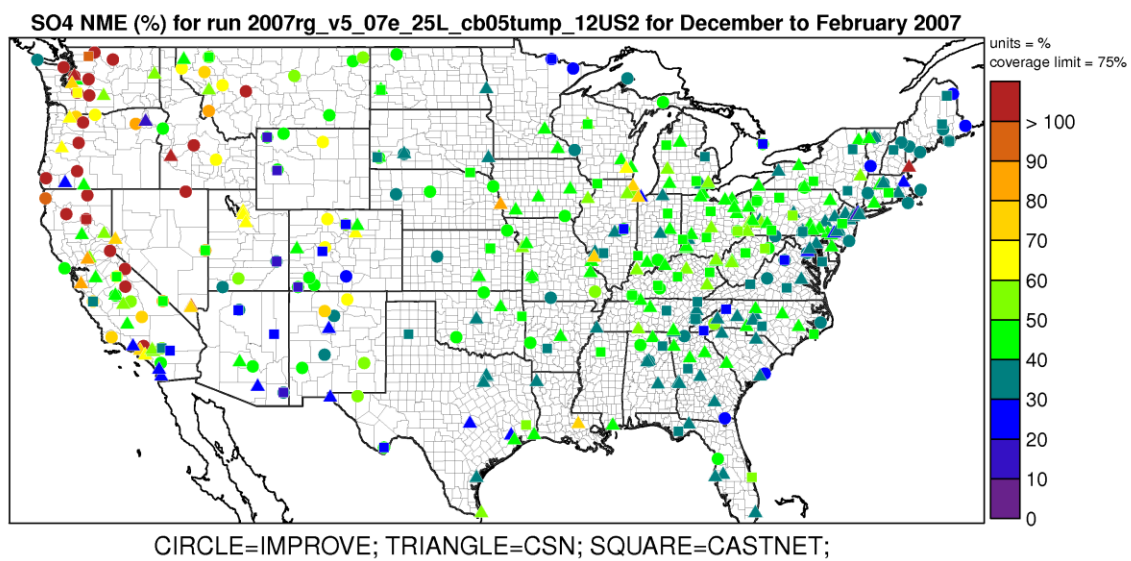 SO4 NME (%) for run 2007rg_v5_07e_25L_cb05tump_12US2 for December to February 2007
units = %
coverage limit = 75%
> 100
90
80
70
60
50
40
30
20
10
0
CIRCLE=IMPROVE; TRIANGLE=CSN; SQUARE=CASTNET;